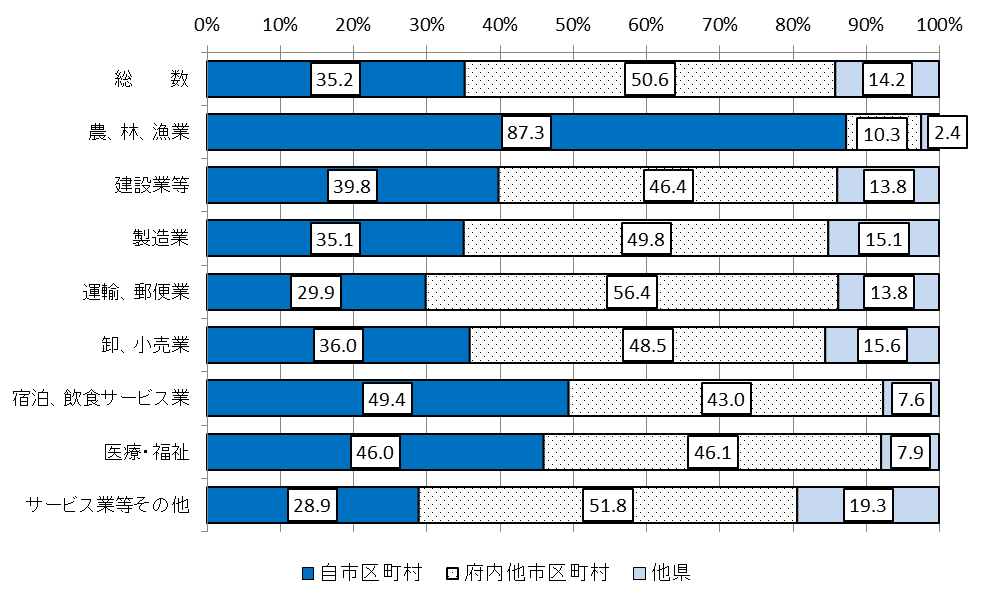 0% 10% 20% 30% 40% 50% 60% 70% 80% 90% 100%
総　数 35.2 50.6 14.2
農、林、漁業 87.3 10.3 2.4
建設業等 39.8 46.4 13.8
製造業 35.1 49.8 15.1
運輸、郵便業 29.9 56.4 13.8
卸、小売業 36.0 48.5 15.6
宿泊、飲食サービス業 49.4 43.0 7.6
医療・福祉 46.0 46.1 7.9
サービス業等その他 28.9 51.8 19.3
自市区町村 府内他市区町村 他県